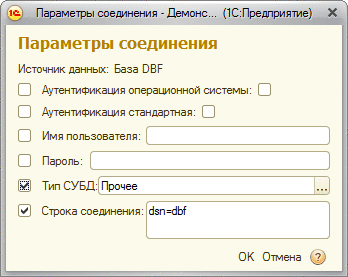 Параметры соединения - Демонс... (1С:Предприятие)
Параметры соединения
Источник данных: База DBF
Аутентификация операционной системы:
Аутентификация стандартная:
Имя пользователя:
Пароль:
Тип СУБД: Прочее ...
Строка соединения: dsn=dbf
OK Отмена ?